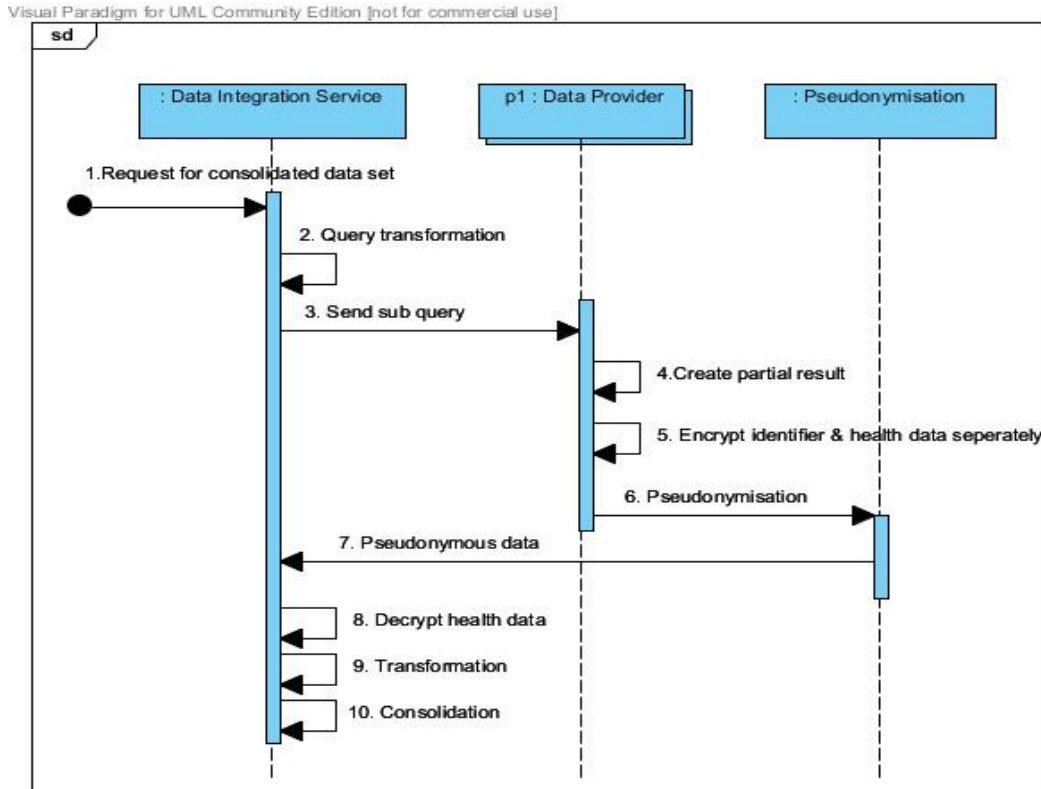 Visual Paradigm for UML Community Edition [not for commercial use]
sd
: Data Integration Service
p1 : Data Provider
: Pseudonymisation
1.Request for consolidated data set
2. Query transformation
3. Send sub query
4.Create partial result
5. Encrypt identifier & health data seperately
6. Pseudonymisation
7. Pseudonymous data
8. Decrypt health data
9. Transformation
10. Consolidation